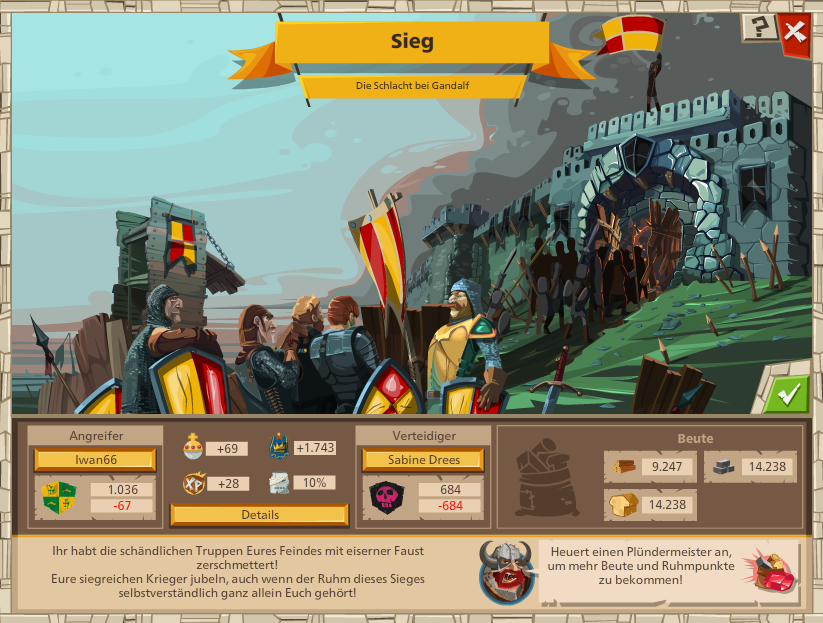 Sieg
?
Die Schlacht bei Gandalf
Angreifer
Iwan66
1.036
-67
+69
+1.743
XP
+28
10%
Details
Verteidiger
Sabine Drees
684
-684
Beute
9.247
14.238
14.238
Ihr habt die schändlichen Truppen Eures Feindes mit eiserner Faust
zerschmettert!
Eure siegreichen Krieger jubeln, auch wenn der Ruhm dieses Sieges
selbstverständlich ganz allein Euch gehört!
Heuert einen Plündermeister an,
um mehr Beute und Ruhmpunkte
zu bekommen!